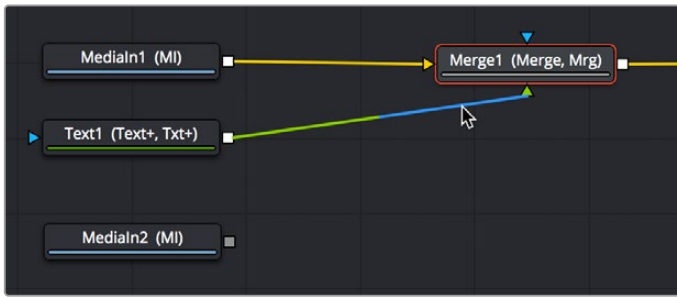 MediaIn1 (MI)
Merge1 (Merge, Mrg)
Text1 (Text+, Txt+)
MediaIn2 (MI)